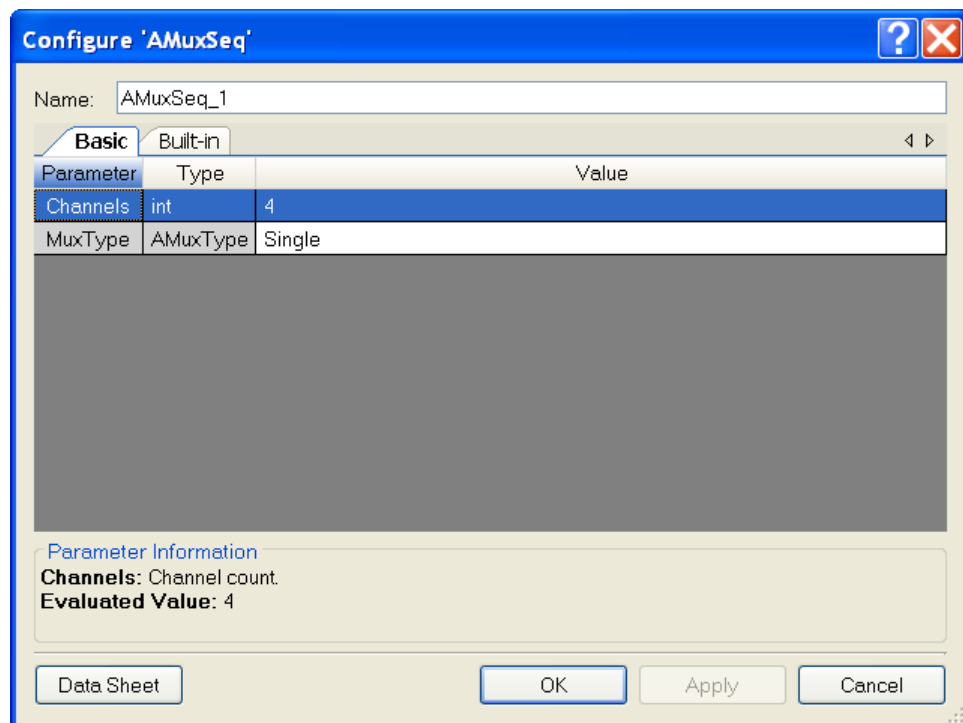 Configure 'AMuxSeq'
Name: AMuxSeq_1
Basic Built-in
Parameter Type Value
Channels int 4
MuxType AMuxType Single
Parameter Information
Channels: Channel count.
Evaluated Value: 4
Data Sheet OK Apply Cancel